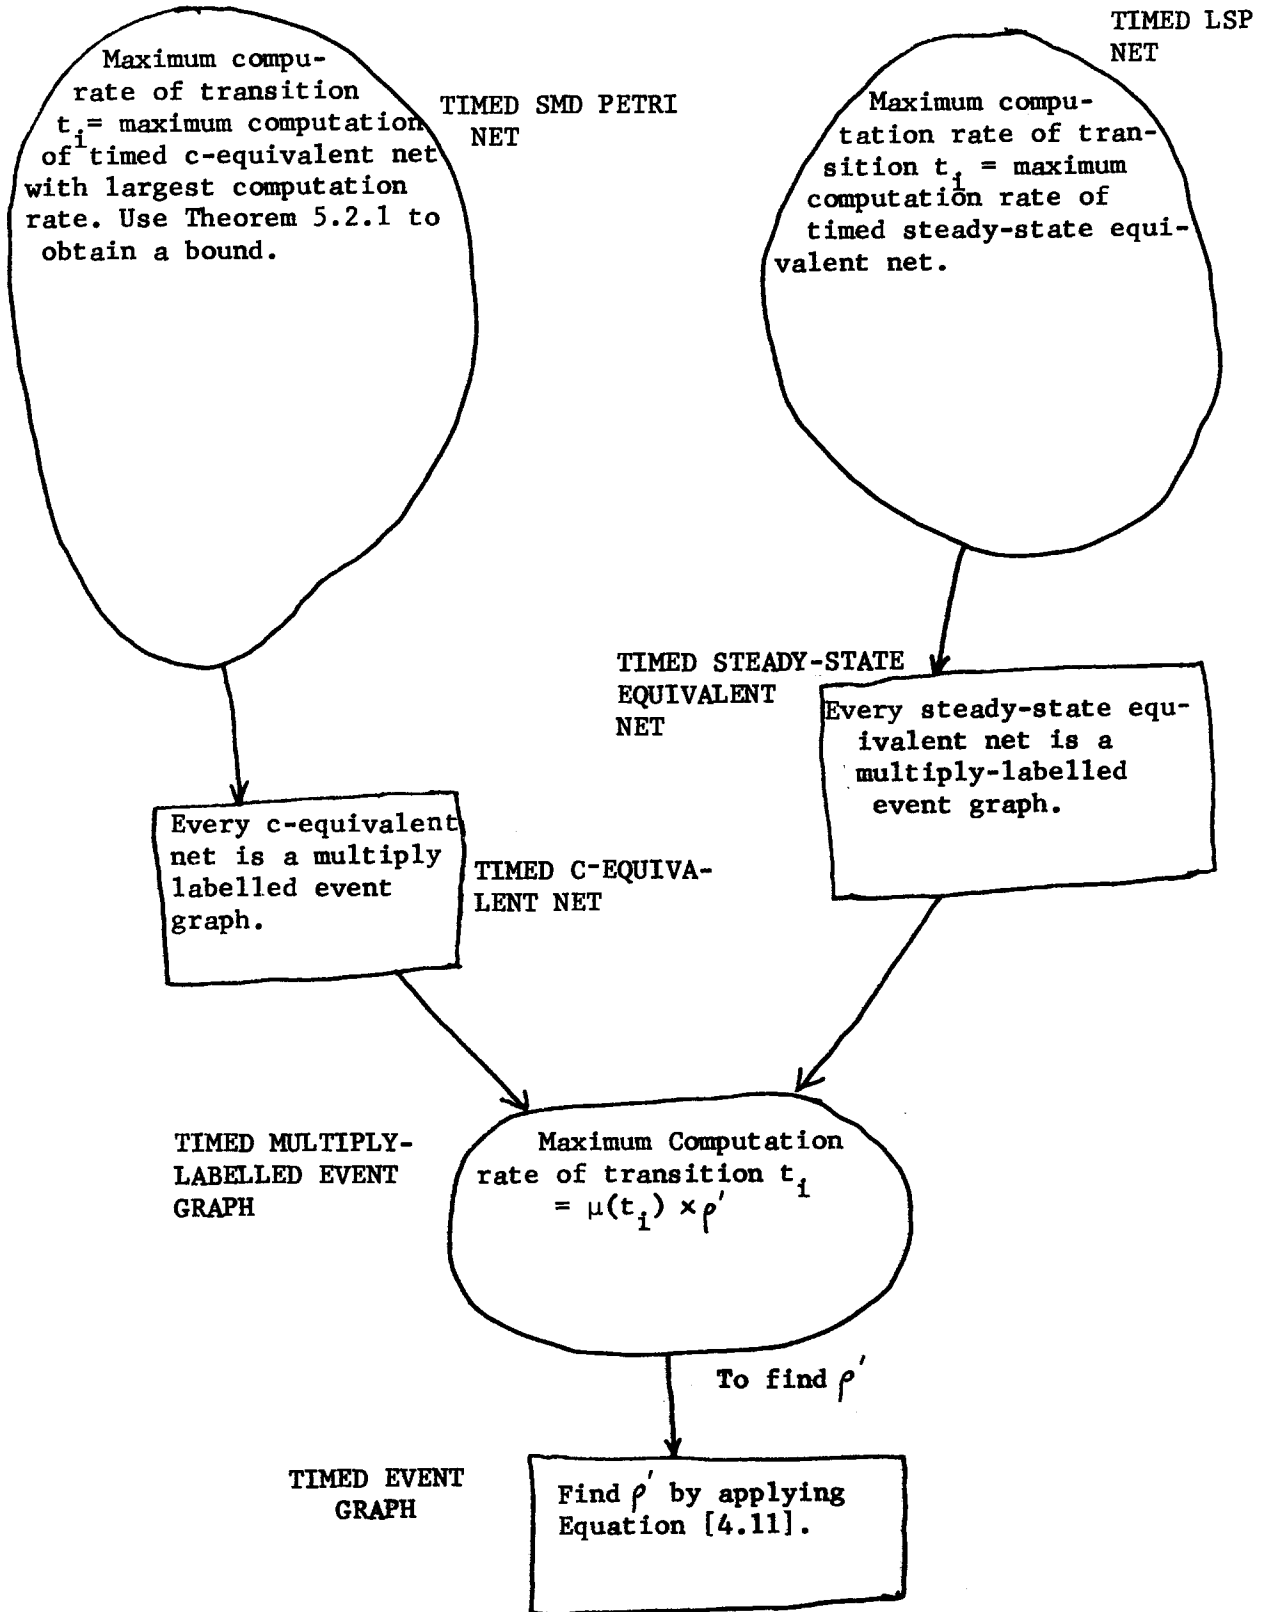 Maximum compu-
rate of transition
t_i = maximum computation
of timed c-equivalent net
with largest computation
rate. Use Theorem 5.2.1 to
obtain a bound.
TIMED SMD PETRI
NET
TIMED LSP
NET
Maximum compu-
tation rate of tran-
sition t_i = maximum
computation rate of
timed steady-state equi-
valent net.
TIMED STEADY-STATE
EQUIVALENT
NET
Every steady-state equ-
ivalent net is a
multiply-labelled
event graph.
Every c-equivalent
net is a multiply
labelled event
graph.
TIMED C-EQUIVA-
LENT NET
TIMED MULTIPLY-
LABELLED EVENT
GRAPH
Maximum Computation
rate of transition t_i
= μ(t_i) × ρ′
To find ρ′
TIMED EVENT
GRAPH
Find ρ′ by applying
Equation [4.11].